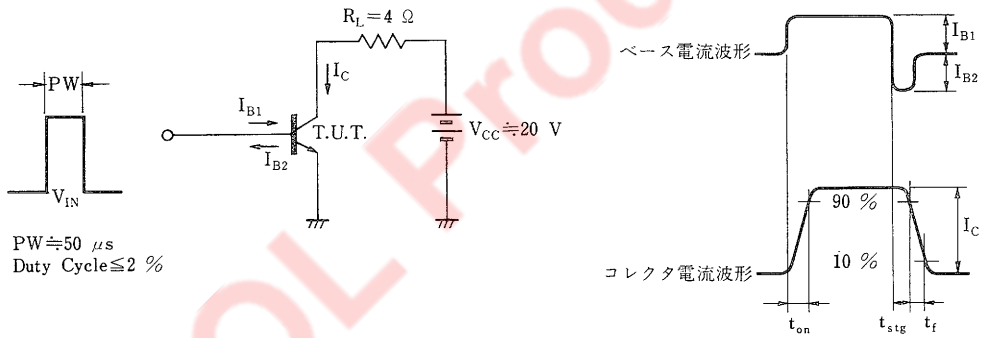 PW
V_IN
PW≒50 μs
Duty Cycle≦2 %
R_L=4 Ω
I_C
I_B1
T.U.T.
I_B2
V_CC≒20 V
ベース電流波形
I_B1
I_B2
90 %
10 %
I_C
コレクタ電流波形
t_on
t_stg
t_f
OL Prod